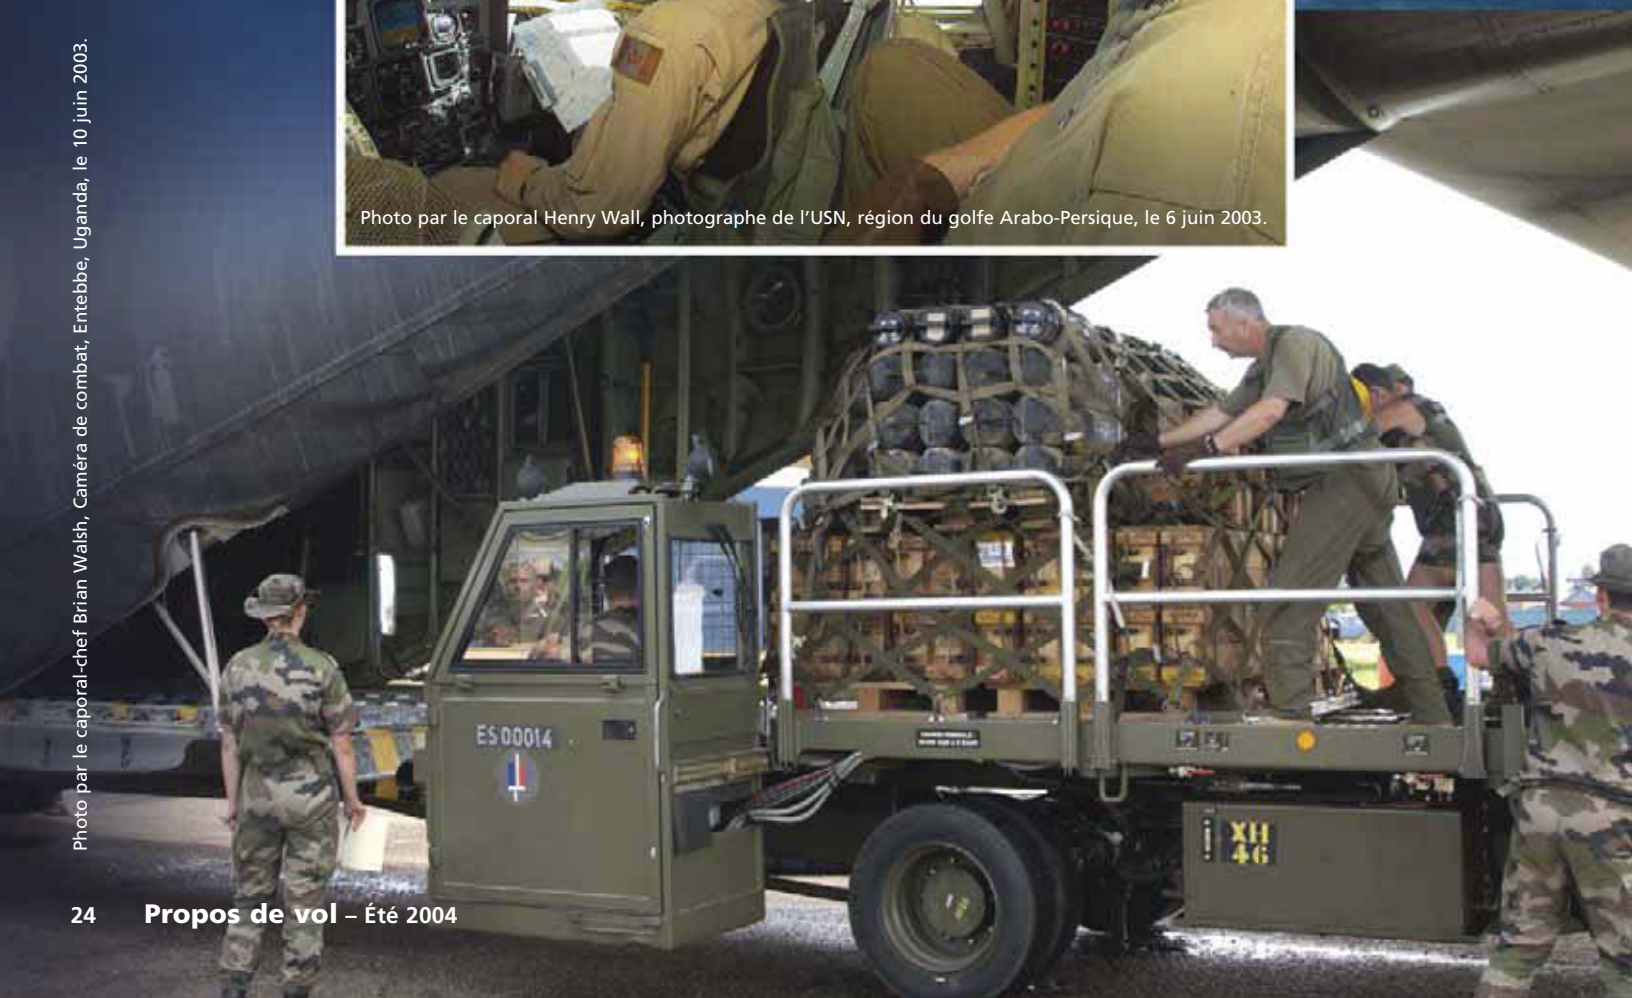 Photo par le caporal Henry Wall, photographe de l’USN, région du golfe Arabo-Persique, le 6 juin 2003.
Photo par le caporal-chef Brian Walsh, Caméra de combat, Entebbe, Uganda, le 10 juin 2003.
ES 00014
XH
46
24 Propos de vol – Été 2004